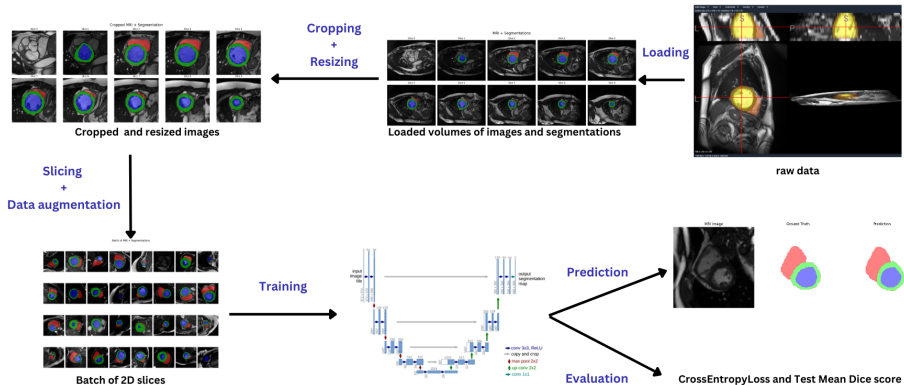 Cropped MRI + Segmentation
Cropping
+
Resizing
MRI + Segmentations
Loading
Cropped and resized images
Loaded volumes of images and segmentations
raw data
Slicing
+
Data augmentation
Batch of MRI + Segmentation
Batch of 2D slices
Training
input
image
tile
output
segmentation
map
conv 3x3, ReLU
copy and crop
max pool 2x2
up conv 2x2
conv 1x1
Prediction
MRI Image
Ground Truth
Prediction
Evaluation
CrossEntropyLoss and Test Mean Dice score